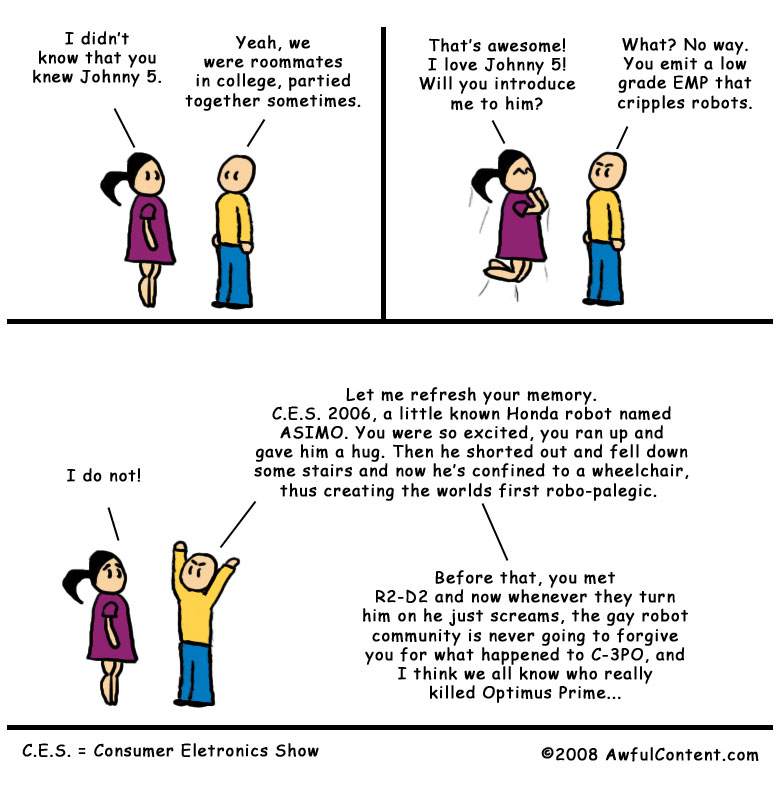 I didn't
know that you
knew Johnny 5.
Yeah, we
were roommates
in college, partied
together sometimes.
That's awesome!
I love Johnny 5!
Will you introduce
me to him?
What? No way.
You emit a low
grade EMP that
cripples robots.
I do not!
Let me refresh your memory.
C.E.S. 2006, a little known Honda robot named
ASIMO. You were so excited, you ran up and
gave him a hug. Then he shorted out and fell down
some stairs and now he's confined to a wheelchair,
thus creating the worlds first robo-palegic.
Before that, you met
R2-D2 and now whenever they turn
him on he just screams, the gay robot
community is never going to forgive
you for what happened to C-3PO, and
I think we all know who really
killed Optimus Prime...
C.E.S. = Consumer Eletronics Show
©2008 AwfulContent.com